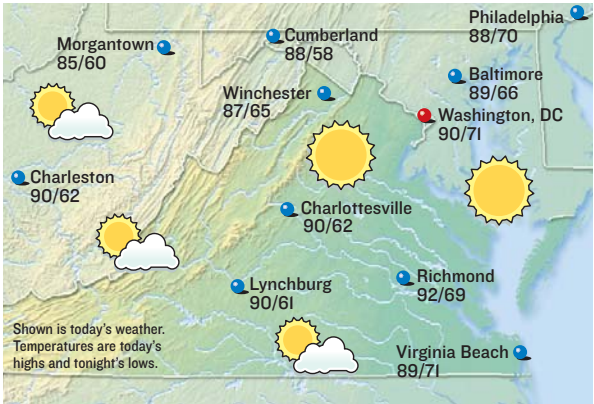 Philadelphia
88/70
Cumberland
88/58
Morgantown
85/60
Baltimore
89/66
Winchester
87/65
Washington, DC
90/71
Charleston
90/62
Charlottesville
90/62
Richmond
92/69
Lynchburg
90/61
Shown is today's weather.
Temperatures are today's
highs and tonight's lows.
Virginia Beach
89/71